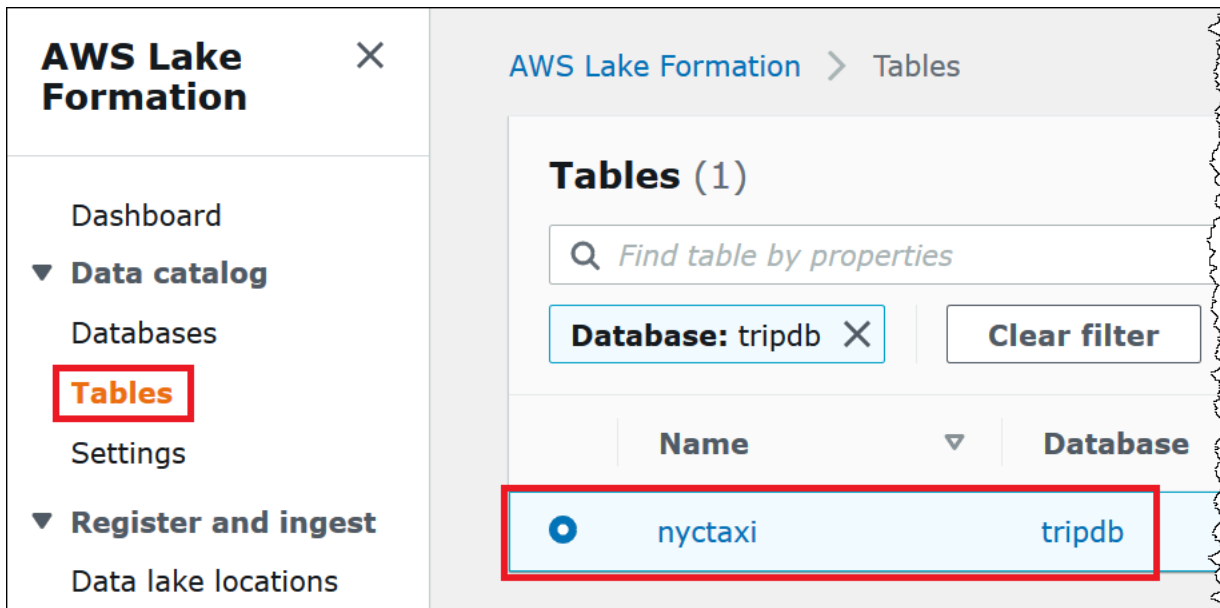 AWS Lake
Formation
Dashboard
Data catalog
Databases
Tables
Settings
Register and ingest
Data lake locations
AWS Lake Formation > Tables
Tables (1)
Find table by properties
Database: tripdb
Clear filter
Name Database
nyctaxi tripdb